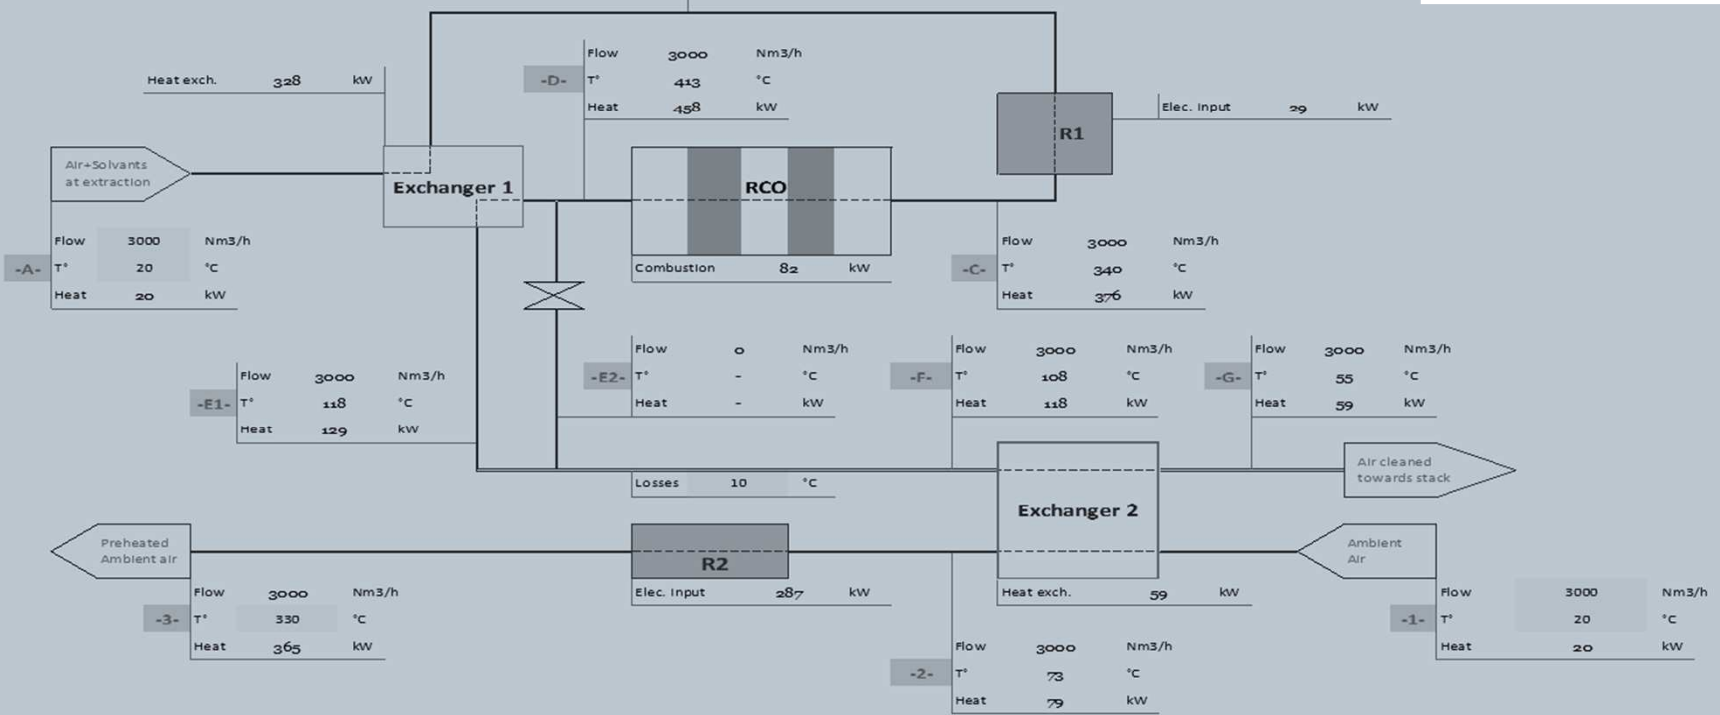 Flow 3000 Nm3/h
-D- T° 413 °C
Heat 458 kW
Heat exch. 328 kW
Elec. Input 29 kW
R1
Air+Solvants
at extraction
Exchanger 1
RCO
Combustion 82 kW
Flow 3000 Nm3/h
-A- T° 20 °C
Heat 20 kW
Flow 3000 Nm3/h
-C- T° 340 °C
Heat 376 kW
Flow 3000 Nm3/h
-E1- T° 118 °C
Heat 129 kW
Flow 0 Nm3/h
-E2- T° - °C
Heat - kW
Flow 3000 Nm3/h
-F- T° 108 °C
Heat 118 kW
Flow 3000 Nm3/h
-G- T° 55 °C
Heat 59 kW
Losses 10 °C
Air cleaned
towards stack
Exchanger 2
Heat exch. 59 kW
Preheated
Ambient air
R2
Elec. Input 287 kW
Ambient
Air
Flow 3000 Nm3/h
-3- T° 330 °C
Heat 365 kW
Flow 3000 Nm3/h
-1- T° 20 °C
Heat 20 kW
Flow 3000 Nm3/h
-2- T° 73 °C
Heat 79 kW